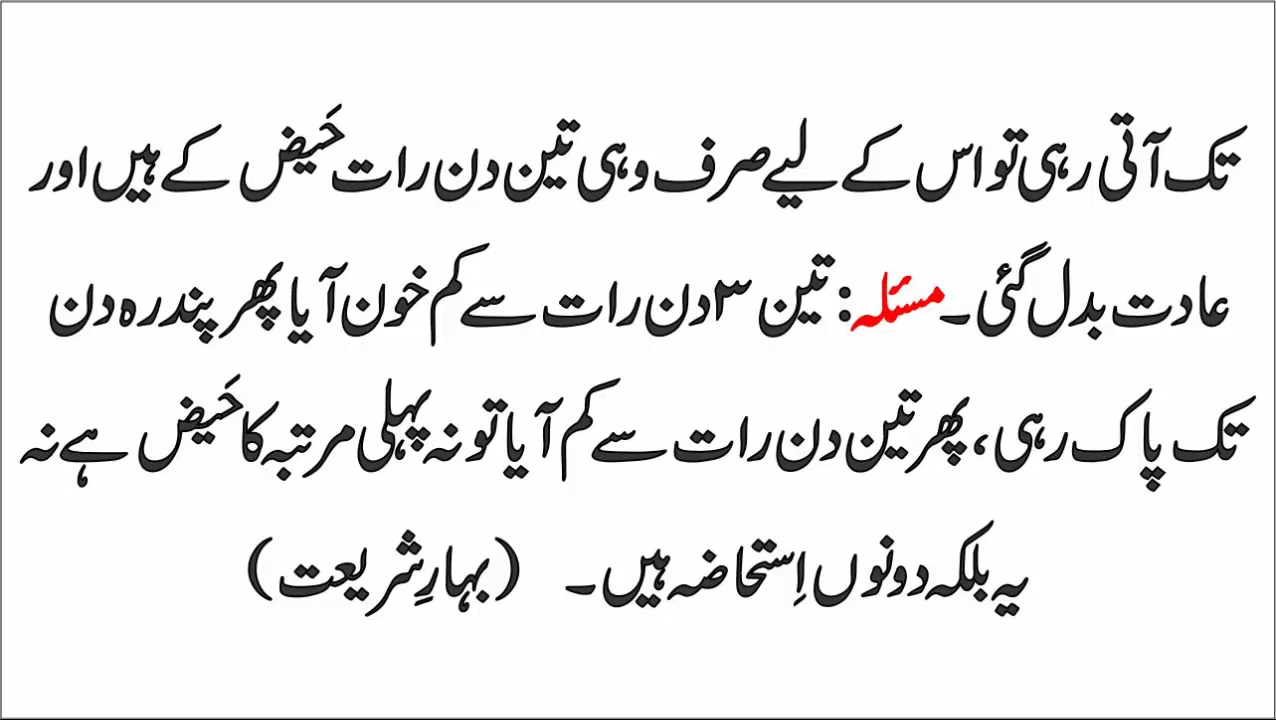 تک آتی رہی تو اس کے لیے صرف وہی تین دن رات حَیض کے ہیں اور
عادت بدل گئی۔ مسئلہ: تین ۳ دن رات سے کم خون آیا پھر پندرہ دن
تک پاک رہی، پھر تین دن رات سے کم آیا تو نہ پہلی مرتبہ کا حَیض ہے نہ
یہ بلکہ دونوں اِستحاضہ ہیں۔ (بہارِ شریعت)